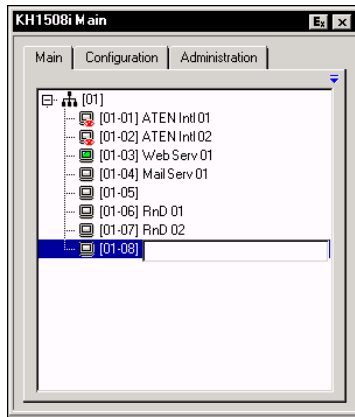 KH1508i Main
Ex
Main Configuration Administration
[01]
[01-01] ATEN Intl 01
[01-02] ATEN Intl 02
[01-03] Web Serv 01
[01-04] Mail Serv 01
[01-05]
[01-06] RnD 01
[01-07] RnD 02
[01-08]